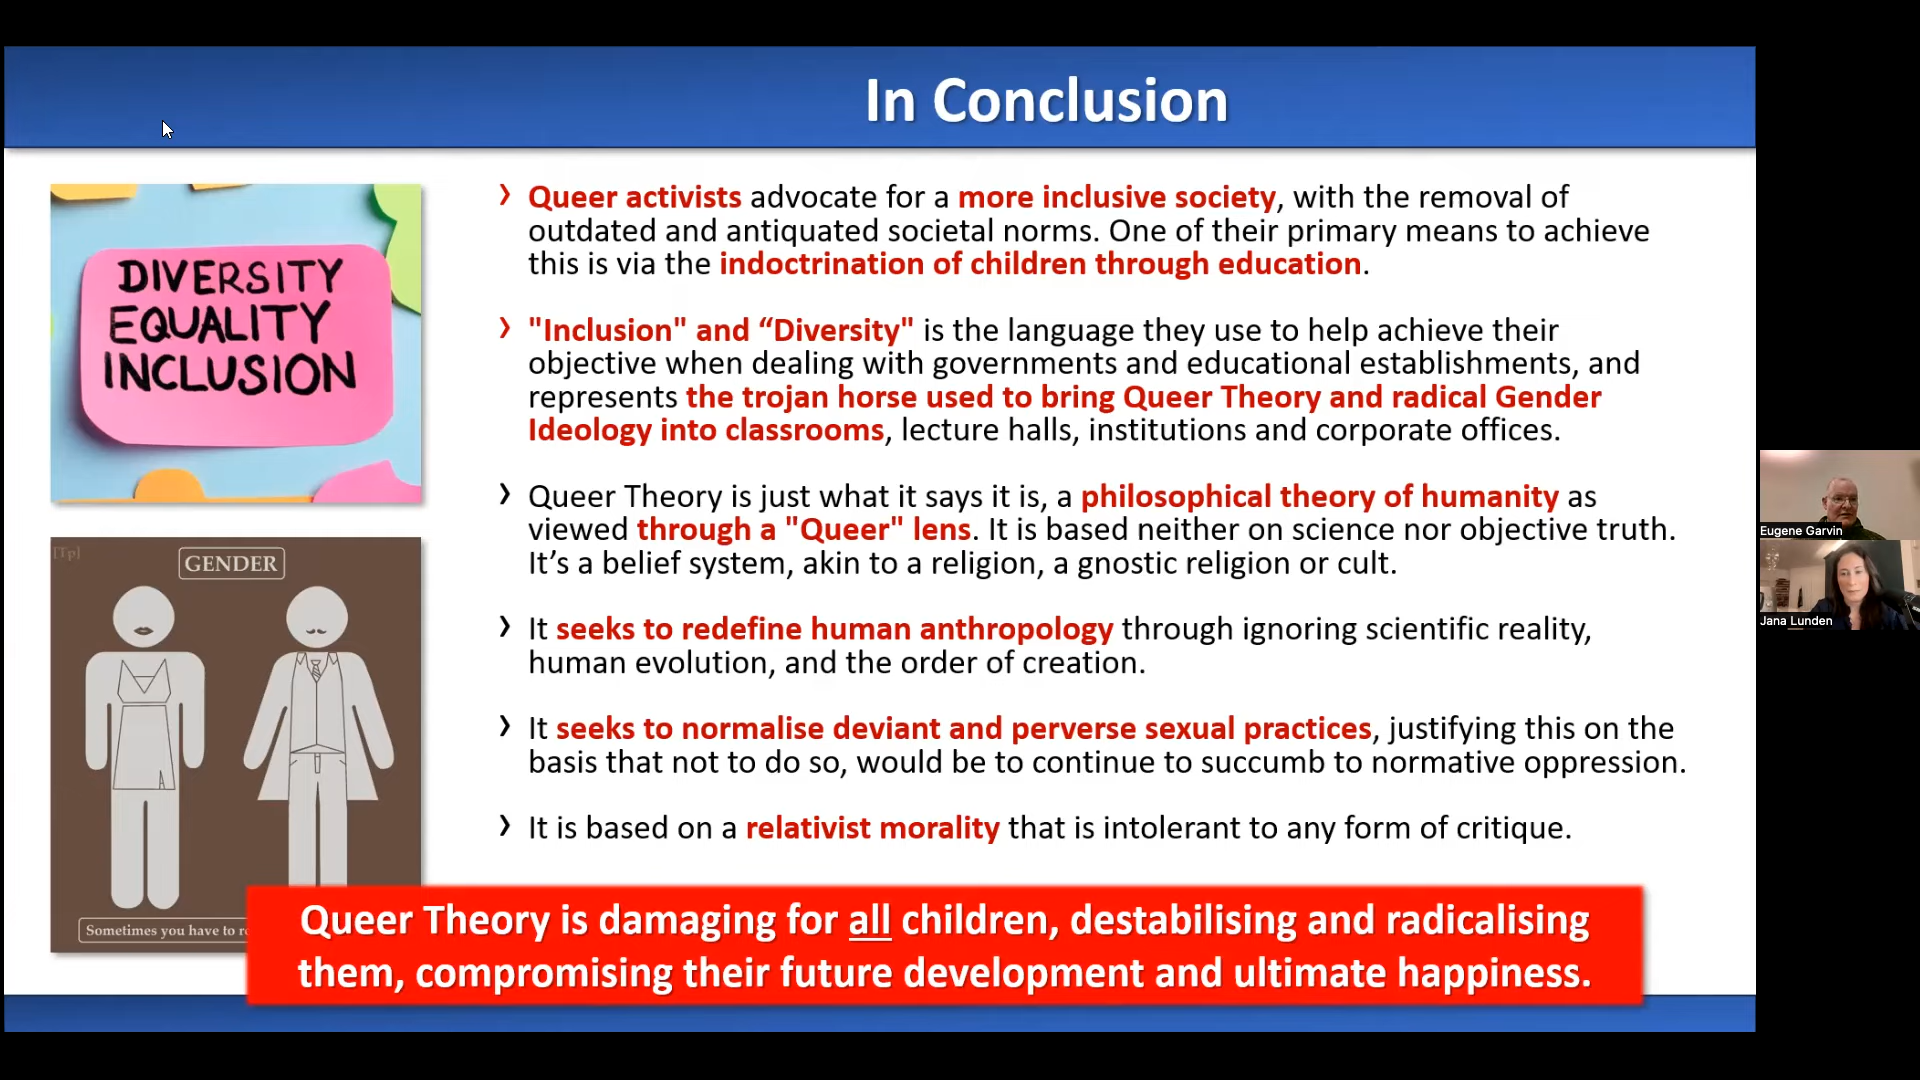 In Conclusion
DIVERSITY
EQUALITY
INCLUSION
[Tp]
GENDER
Sometimes you have to
› Queer activists advocate for a more inclusive society, with the removal of
outdated and antiquated societal norms. One of their primary means to achieve
this is via the indoctrination of children through education.
› "Inclusion" and “Diversity" is the language they use to help achieve their
objective when dealing with governments and educational establishments, and
represents the trojan horse used to bring Queer Theory and radical Gender
Ideology into classrooms, lecture halls, institutions and corporate offices.
› Queer Theory is just what it says it is, a philosophical theory of humanity as
viewed through a "Queer" lens. It is based neither on science nor objective truth.
It’s a belief system, akin to a religion, a gnostic religion or cult.
› It seeks to redefine human anthropology through ignoring scientific reality,
human evolution, and the order of creation.
› It seeks to normalise deviant and perverse sexual practices, justifying this on the
basis that not to do so, would be to continue to succumb to normative oppression.
› It is based on a relativist morality that is intolerant to any form of critique.
Queer Theory is damaging for all children, destabilising and radicalising
them, compromising their future development and ultimate happiness.
Eugene Garvin
Jana Lunden